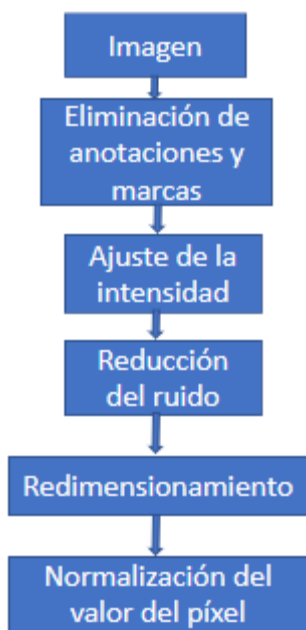 Imagen
Eliminación de
anotaciones y
marcas
Ajuste de la
intensidad
Reducción
del ruido
Redimensionamiento
Normalización del
valor del píxel